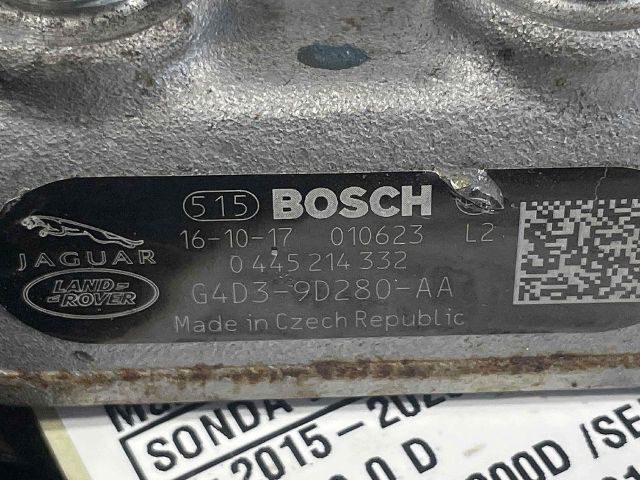 515 BOSCH
16-10-17 010623 L2
JAGUAR
0 445 214 332
LAND-
ROVER
G4D3-9D280-AA
Made in Czech Republic
SONDA
2015-202
0 D